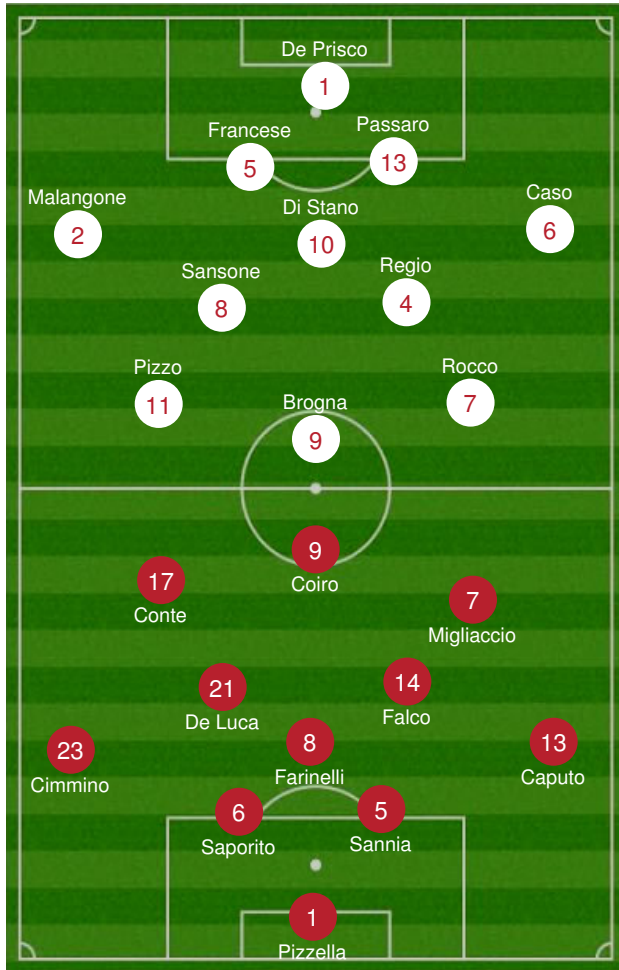 De Prisco
1
Francese
Passaro
5
13
Malangone
Caso
2
Di Stano
6
10
Sansone
Regio
8
4
Pizzo
Rocco
11
7
Brogna
9
9
Coiro
17
Conte
7
Migliaccio
21
De Luca
14
Falco
23
Cimmino
8
Farinelli
13
Caputo
6
Saporito
5
Sannia
1
Pizzella